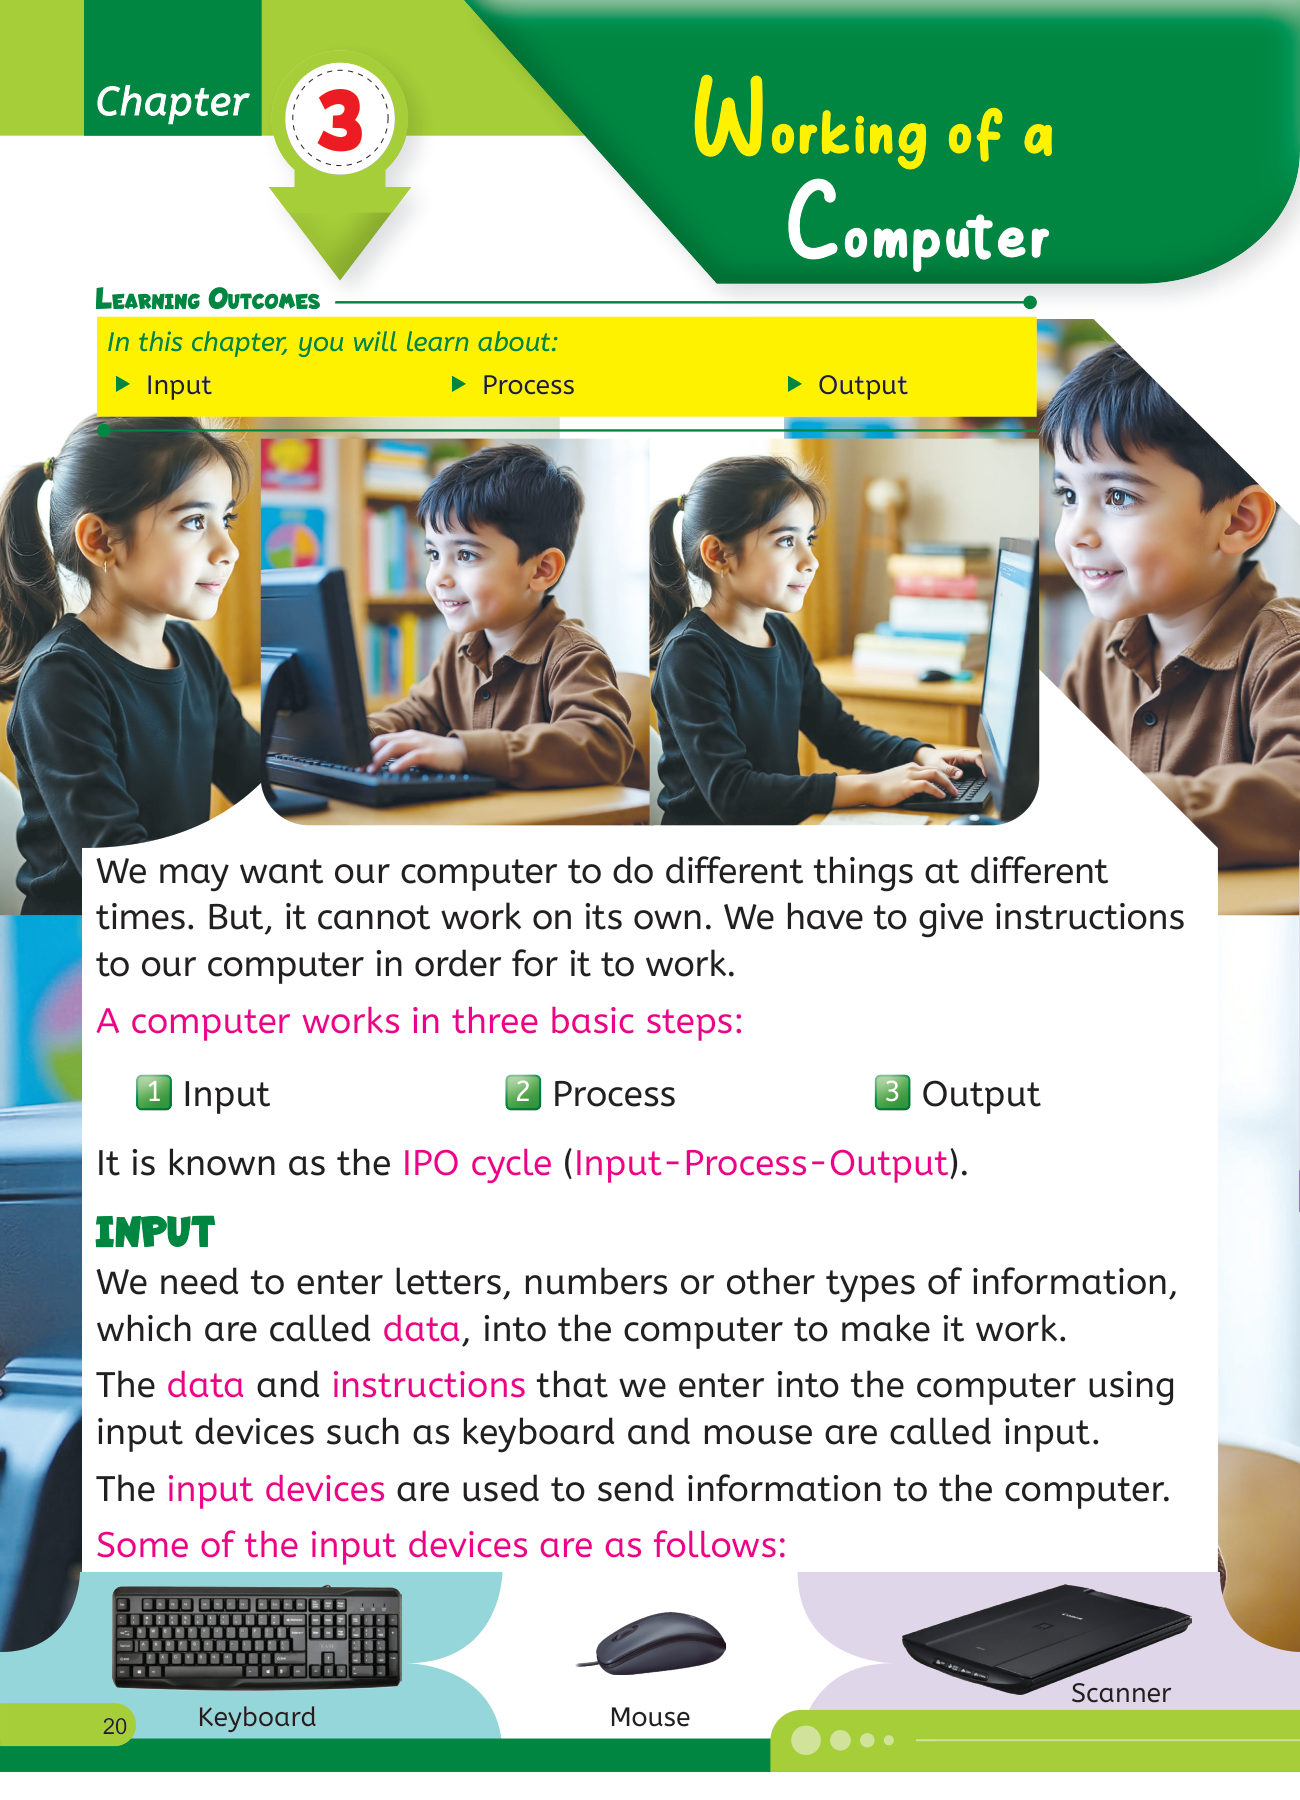 Chapter
3
Working of a
Computer
Learning Outcomes
In this chapter, you will learn about:
Input
Process
Output
We may want our computer to do different things at different
times. But, it cannot work on its own. We have to give instructions
to our computer in order for it to work.
A computer works in three basic steps:
1 Input
2 Process
3 Output
It is known as the IPO cycle (Input-Process-Output).
INPUT
We need to enter letters, numbers or other types of information,
which are called data, into the computer to make it work.
The data and instructions that we enter into the computer using
input devices such as keyboard and mouse are called input.
The input devices are used to send information to the computer.
Some of the input devices are as follows:
Keyboard
Mouse
Scanner
20